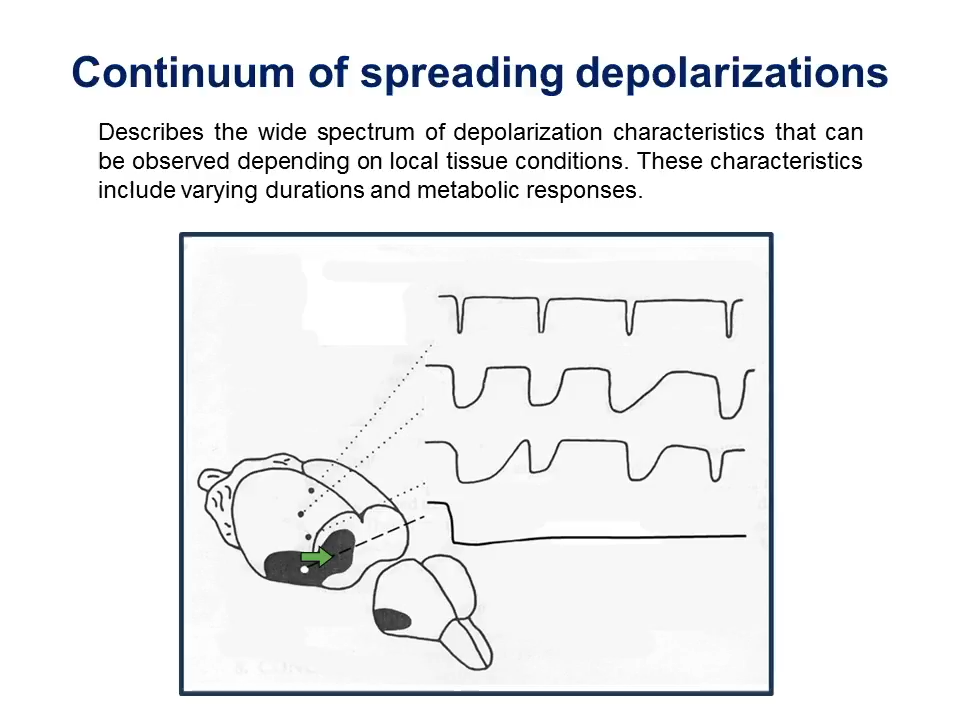 Continuum of spreading depolarizations
Describes the wide spectrum of depolarization characteristics that can
be observed depending on local tissue conditions. These characteristics
include varying durations and metabolic responses.